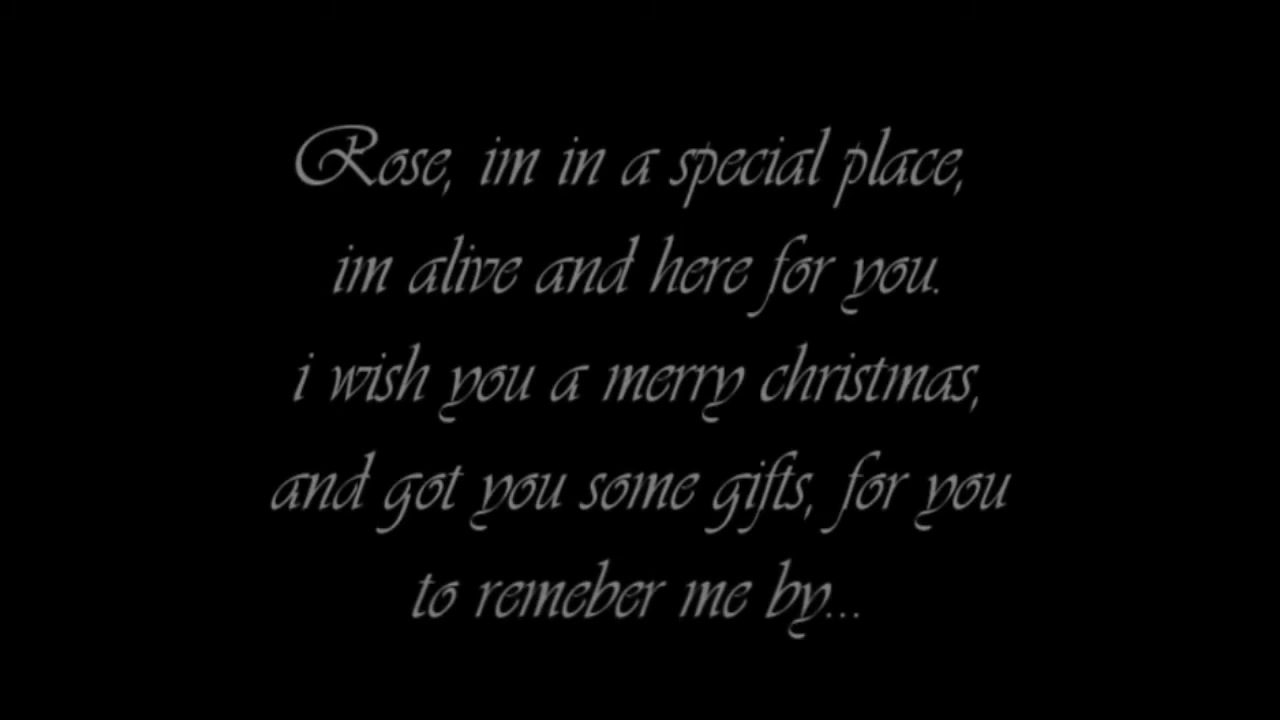 Rose, im in a special place,
im alive and here for you.
i wish you a merry christmas,
and got you some gifts, for you
to remeber me by...